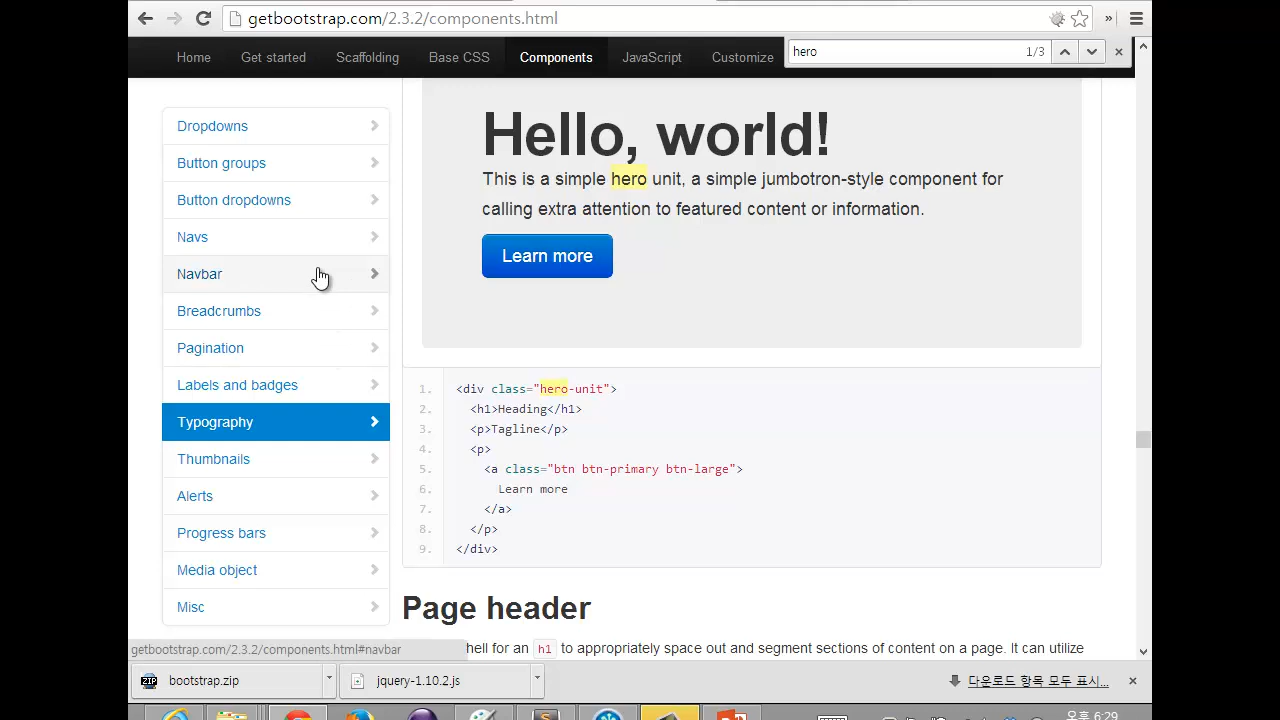 getbootstrap.com/2.3.2/components.html
»
Home Get started Scaffolding Base CSS Components JavaScript Customize
hero 1/3
Dropdowns
Button groups
Button dropdowns
Navs
Navbar
Breadcrumbs
Pagination
Labels and badges
Typography
Thumbnails
Alerts
Progress bars
Media object
Misc
Hello, world!
This is a simple hero unit, a simple jumbotron-style component for
calling extra attention to featured content or information.
Learn more
1. <div class="hero-unit">
2. <h1>Heading</h1>
3. <p>Tagline</p>
4. <p>
5. <a class="btn btn-primary btn-large">
6. Learn more
7. </a>
8. </p>
9. </div>
Page header
hell for an h1 to appropriately space out and segment sections of content on a page. It can utilize
getbootstrap.com/2.3.2/components.html#navbar
ZIP bootstrap.zip jquery-1.10.2.js 다운로드 항목 모두 표시...
오후 6:29